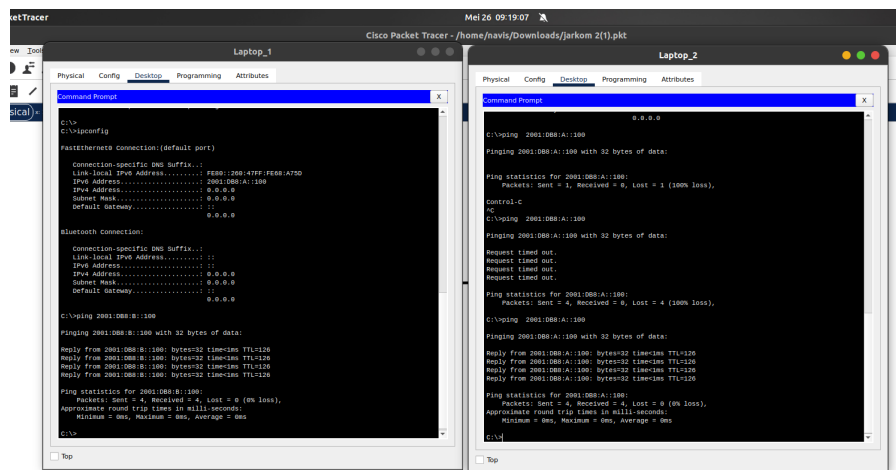 ketTracer
Mei 26 09:19:07
Cisco Packet Tracer - /home/navis/Downloads/jarkom 2(1).pkt
ew Tool
sical)
Laptop_1
Physical Config Desktop Programming Attributes
Command Prompt
X
C:\>
C:\>ipconfig
FastEthernet0 Connection:(default port)
Connection-specific DNS Suffix..:
Link-local IPv6 Address.........: FE80::260:47FF:FE68:A75D
IPv6 Address....................: 2001:DB8:A::100
IPv4 Address....................: 0.0.0.0
Subnet Mask.....................: 0.0.0.0
Default Gateway.................: ::
0.0.0.0
Bluetooth Connection:
Connection-specific DNS Suffix..:
Link-local IPv6 Address.........: ::
IPv6 Address....................: ::
IPv4 Address....................: 0.0.0.0
Subnet Mask.....................: 0.0.0.0
Default Gateway.................: ::
0.0.0.0
C:\>ping 2001:DB8:B::100
Pinging 2001:DB8:B::100 with 32 bytes of data:
Reply from 2001:DB8:B::100: bytes=32 time<1ms TTL=126
Reply from 2001:DB8:B::100: bytes=32 time<1ms TTL=126
Reply from 2001:DB8:B::100: bytes=32 time<1ms TTL=126
Reply from 2001:DB8:B::100: bytes=32 time<1ms TTL=126
Ping statistics for 2001:DB8:B::100:
Packets: Sent = 4, Received = 4, Lost = 0 (0% loss),
Approximate round trip times in milli-seconds:
Minimum = 0ms, Maximum = 0ms, Average = 0ms
C:\>
Top
Laptop_2
Physical Config Desktop Programming Attributes
Command Prompt
X
0.0.0.0
C:\>ping 2001:DB8:A::100
Pinging 2001:DB8:A::100 with 32 bytes of data:
Ping statistics for 2001:DB8:A::100:
Packets: Sent = 1, Received = 0, Lost = 1 (100% loss),
Control-C
^C
C:\>ping 2001:DB8:A::100
Pinging 2001:DB8:A::100 with 32 bytes of data:
Request timed out.
Request timed out.
Request timed out.
Request timed out.
Ping statistics for 2001:DB8:A::100:
Packets: Sent = 4, Received = 0, Lost = 4 (100% loss),
C:\>ping 2001:DB8:A::100
Pinging 2001:DB8:A::100 with 32 bytes of data:
Reply from 2001:DB8:A::100: bytes=32 time<1ms TTL=126
Reply from 2001:DB8:A::100: bytes=32 time<1ms TTL=126
Reply from 2001:DB8:A::100: bytes=32 time<1ms TTL=126
Reply from 2001:DB8:A::100: bytes=32 time<1ms TTL=126
Ping statistics for 2001:DB8:A::100:
Packets: Sent = 4, Received = 4, Lost = 0 (0% loss),
Approximate round trip times in milli-seconds:
Minimum = 0ms, Maximum = 0ms, Average = 0ms
C:\>
Top